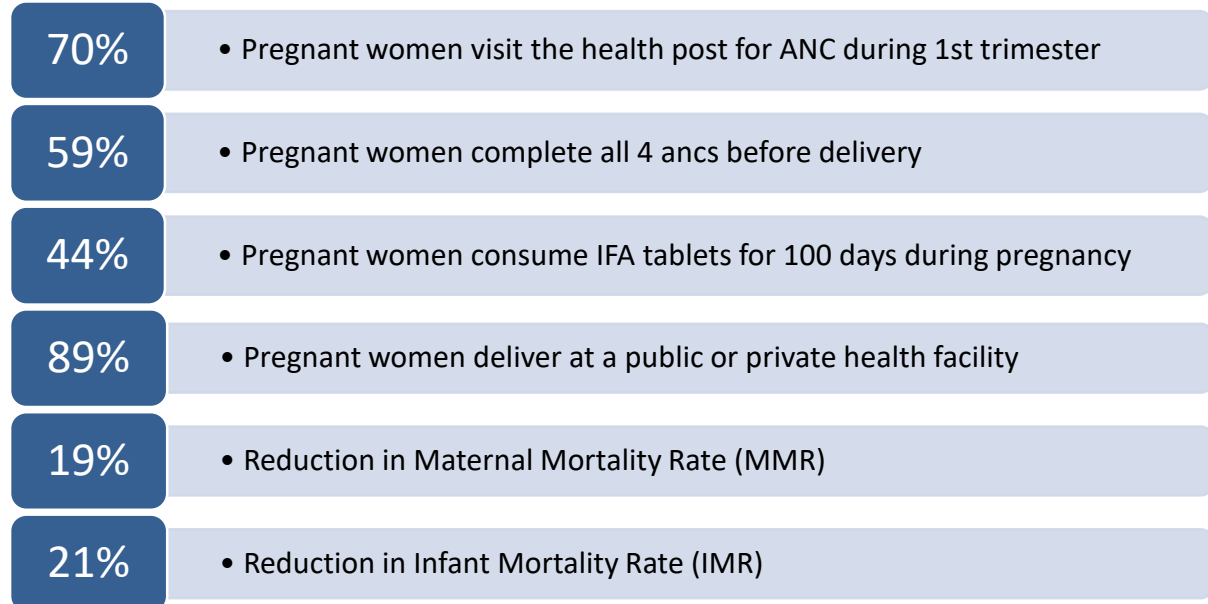 70%
• Pregnant women visit the health post for ANC during 1st trimester
59%
• Pregnant women complete all 4 ancs before delivery
44%
• Pregnant women consume IFA tablets for 100 days during pregnancy
89%
• Pregnant women deliver at a public or private health facility
19%
• Reduction in Maternal Mortality Rate (MMR)
21%
• Reduction in Infant Mortality Rate (IMR)